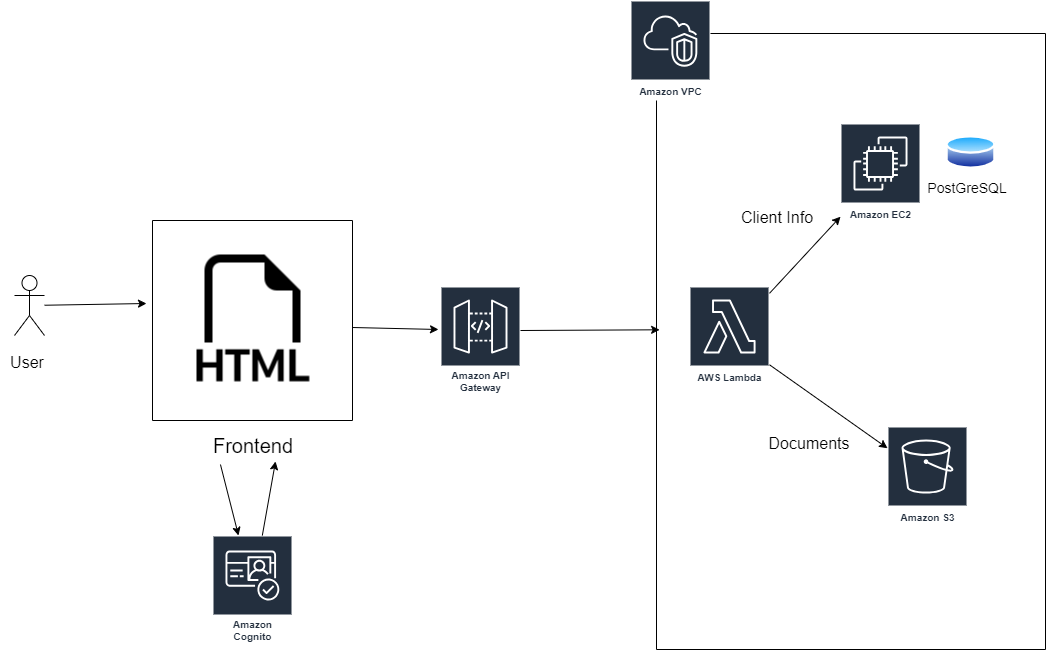 Amazon VPC
PostGreSQL
Amazon EC2
Client Info
</>
HTML
User
Amazon API
Gateway
AWS Lambda
Frontend
Documents
Amazon S3
Amazon
Cognito